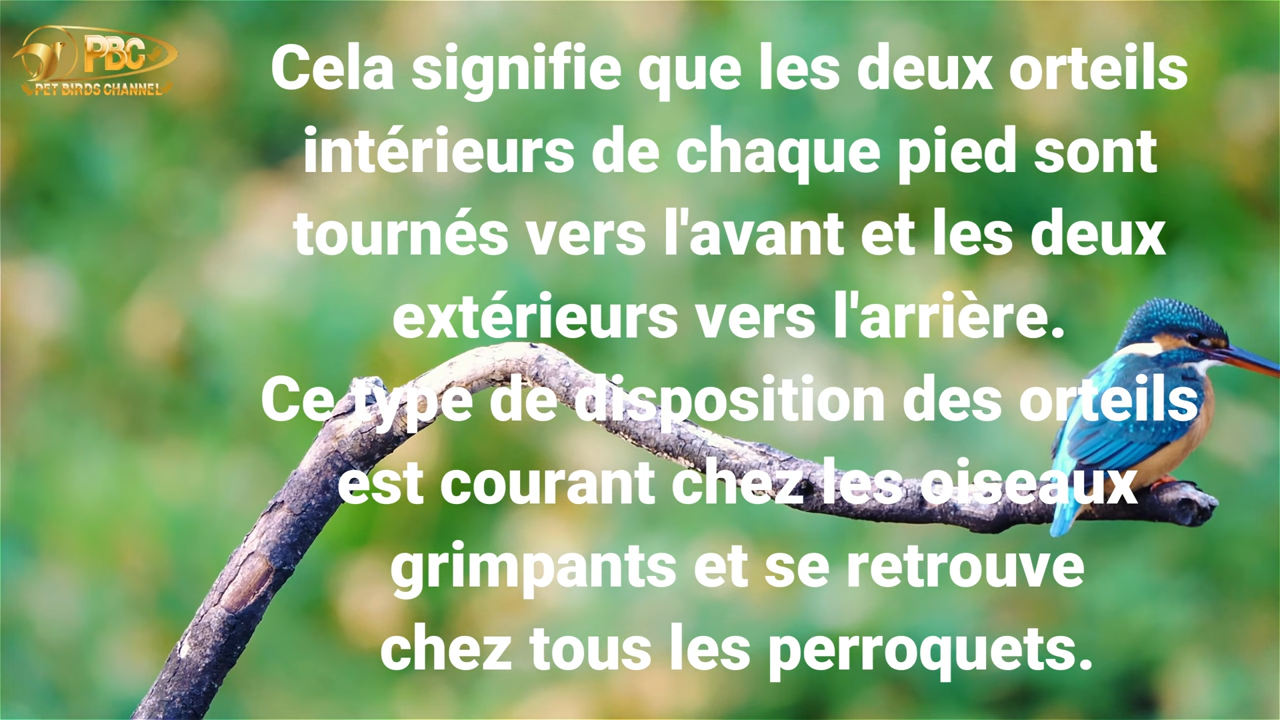 PBC
PET BIRDS CHANNEL
Cela signifie que les deux orteils
intérieurs de chaque pied sont
tournés vers l'avant et les deux
extérieurs vers l'arrière.
Ce type de disposition des orteils
est courant chez les oiseaux
grimpants et se retrouve
chez tous les perroquets.